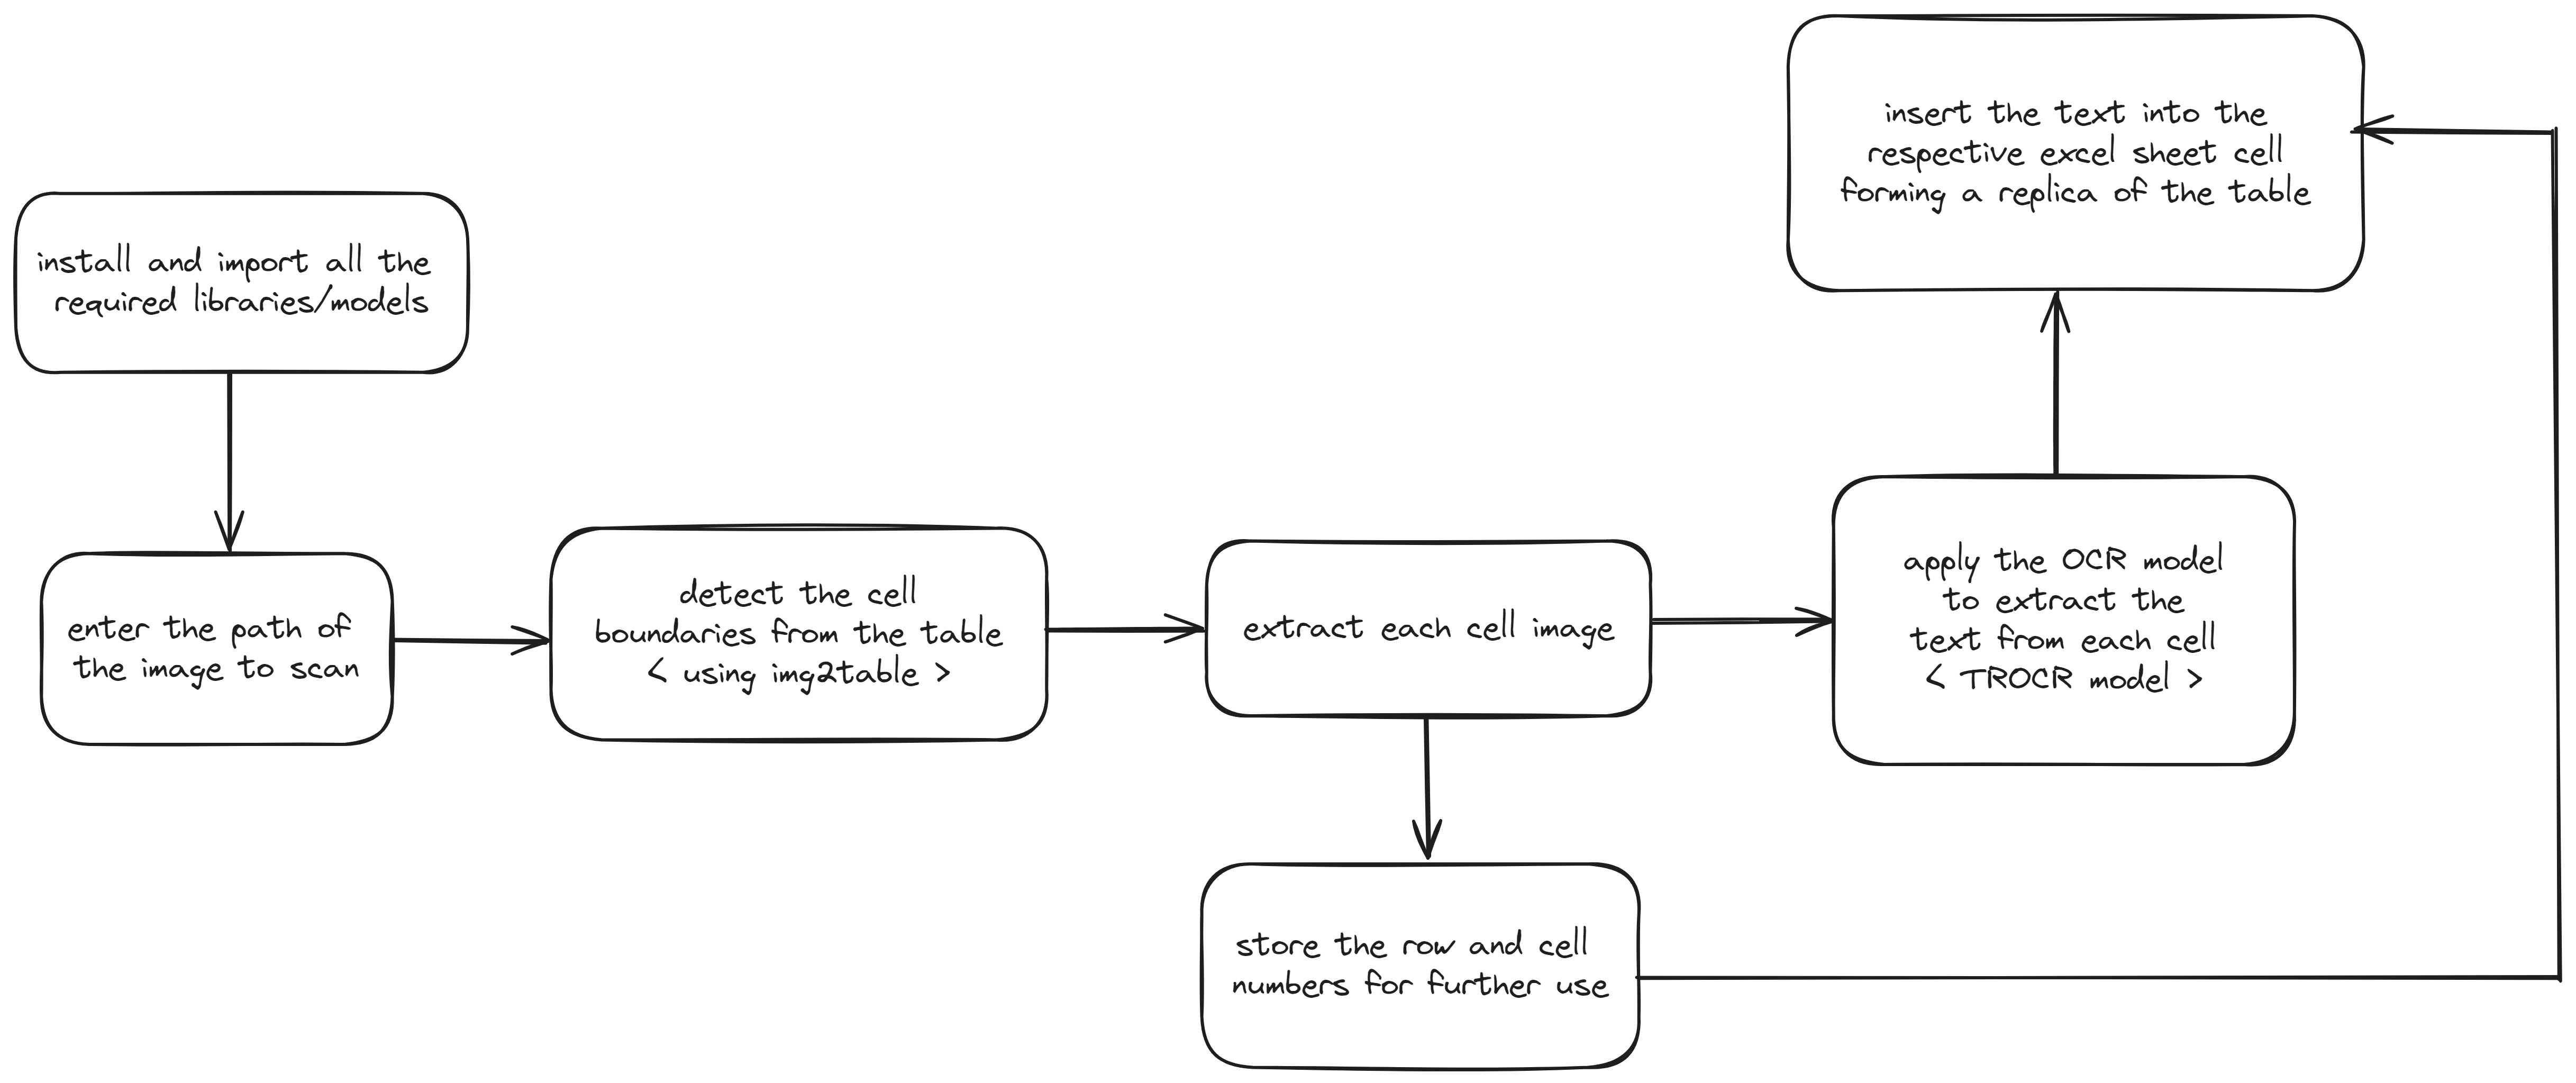 install and import all the
required libraries/models
enter the path of
the image to scan
detect the cell
boundaries from the table
< using img2table >
extract each cell image
store the row and cell
numbers for further use
apply the OCR model
to extract the
text from each cell
< TROCR model >
insert the text into the
respective excel sheet cell
forming a replica of the table